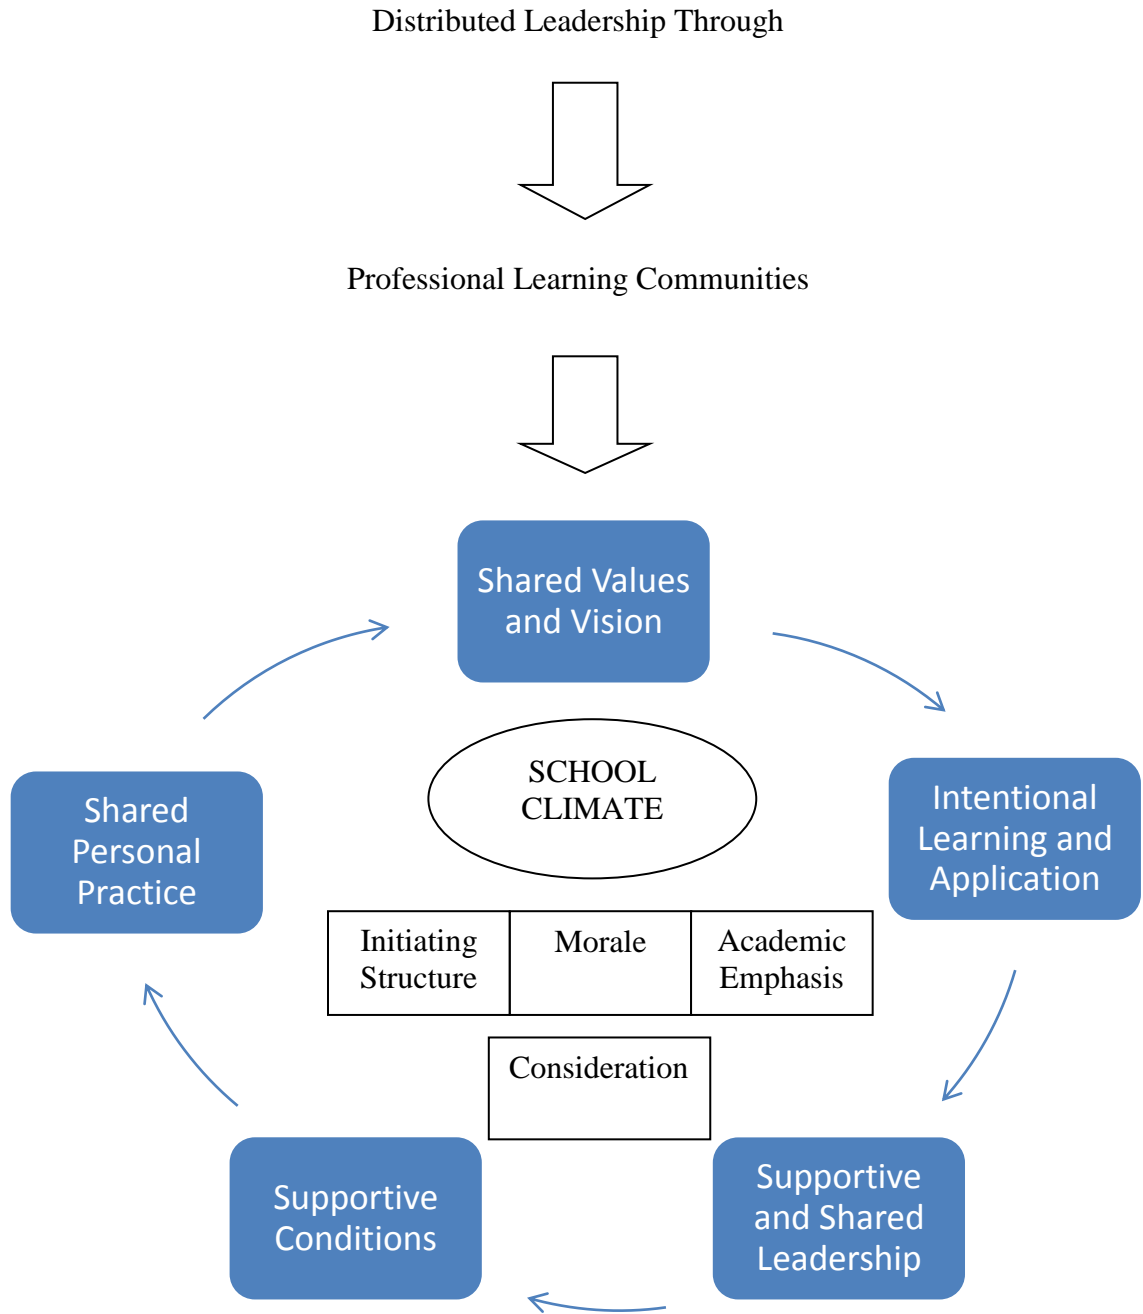 Distributed Leadership Through
Professional Learning Communities
Shared Values
and Vision
SCHOOL
CLIMATE
Shared
Personal
Practice
Intentional
Learning and
Application
Initiating
Structure
Morale
Academic
Emphasis
Consideration
Supportive
Conditions
Supportive
and Shared
Leadership